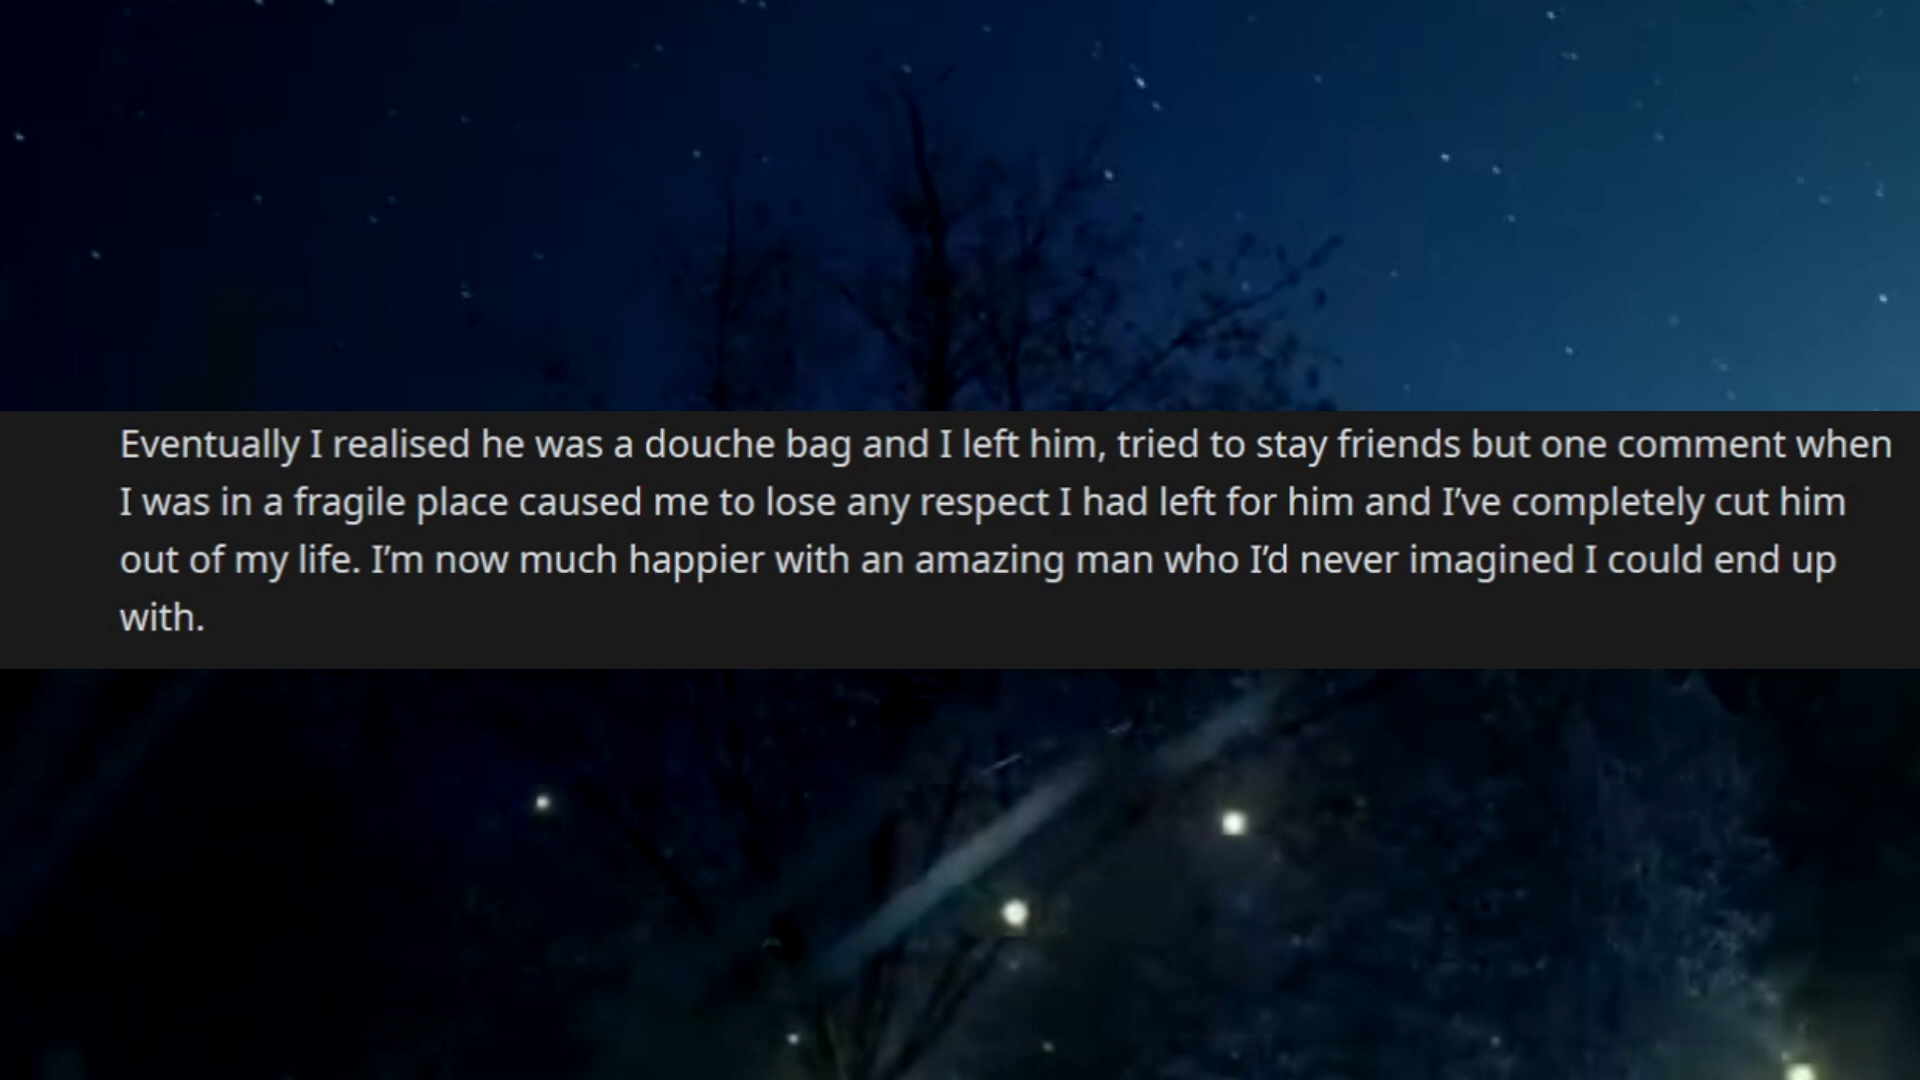 Eventually I realised he was a douche bag and I left him, tried to stay friends but one comment when
I was in a fragile place caused me to lose any respect I had left for him and I’ve completely cut him
out of my life. I’m now much happier with an amazing man who I’d never imagined I could end up
with.